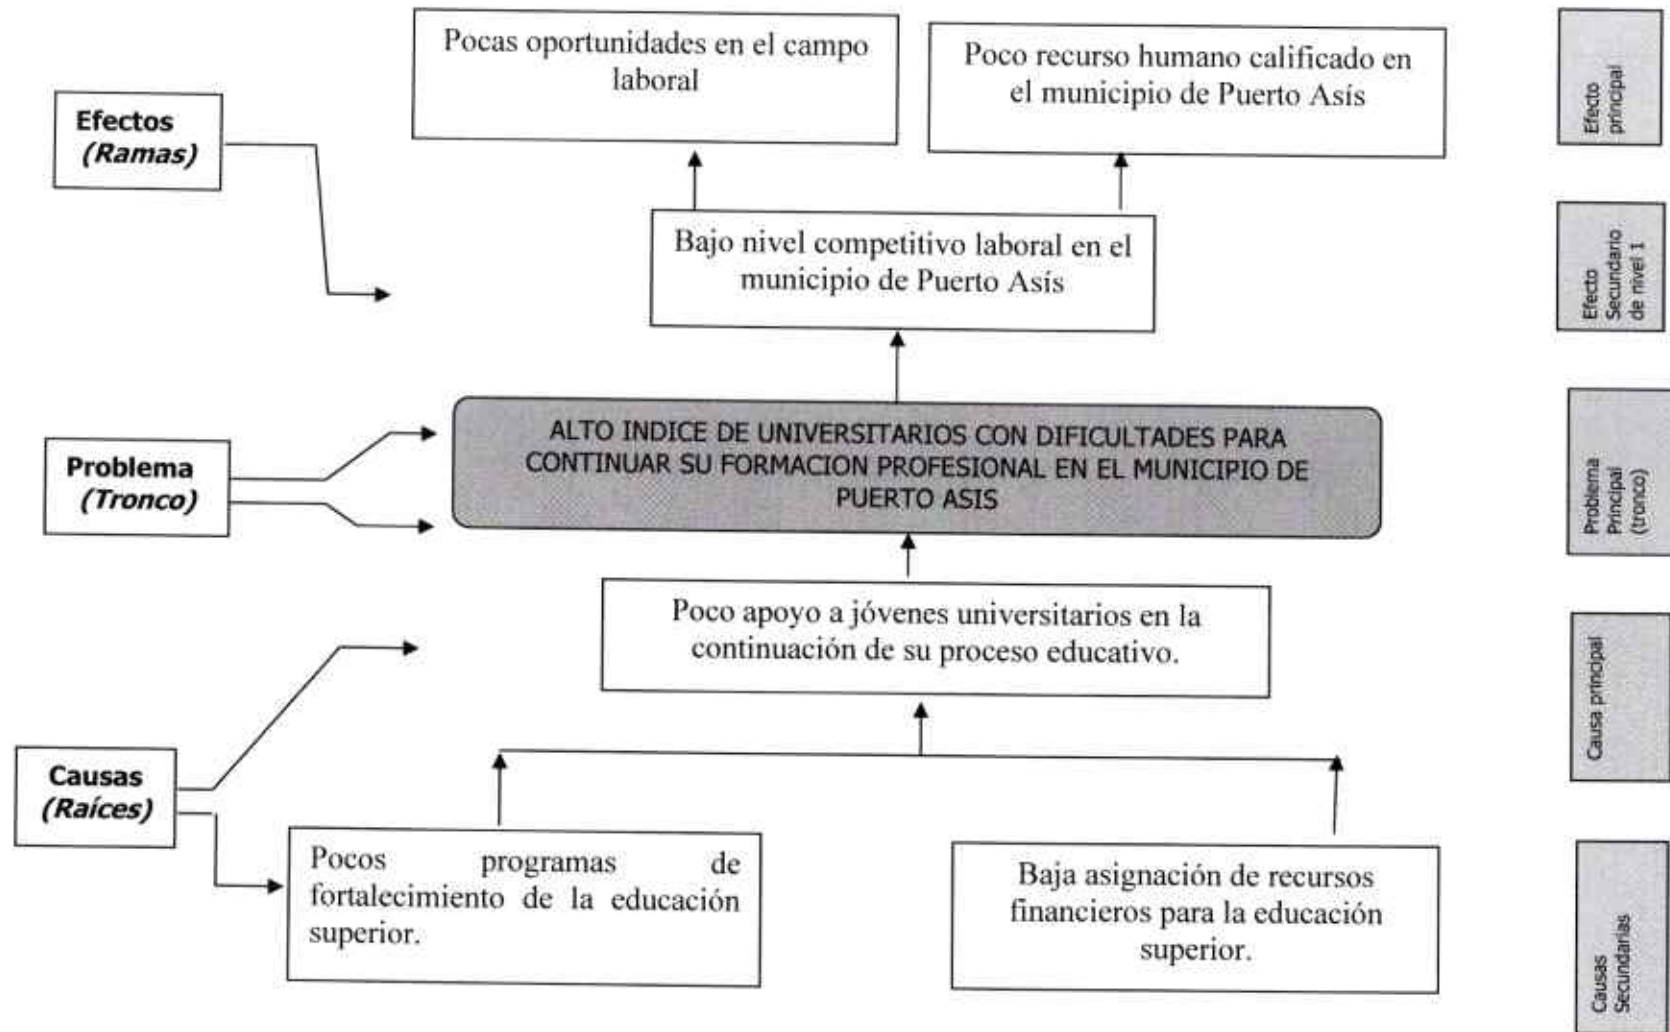 Pocas oportunidades en el campo
laboral
Poco recurso humano calificado en
el municipio de Puerto Asís
Efecto
principal
Efectos
(Ramas)
Bajo nivel competitivo laboral en el
municipio de Puerto Asís
Efecto
Secundario
de nivel 1
ALTO INDICE DE UNIVERSITARIOS CON DIFICULTADES PARA
CONTINUAR SU FORMACION PROFESIONAL EN EL MUNICIPIO DE
PUERTO ASIS
Problema
(Tronco)
Problema
Principal
(tronco)
Poco apoyo a jóvenes universitarios en la
continuación de su proceso educativo.
Causa principal
Causas
(Raíces)
Pocos programas de
fortalecimiento de la educación
superior.
Baja asignación de recursos
financieros para la educación
superior.
Causas
Secundarias